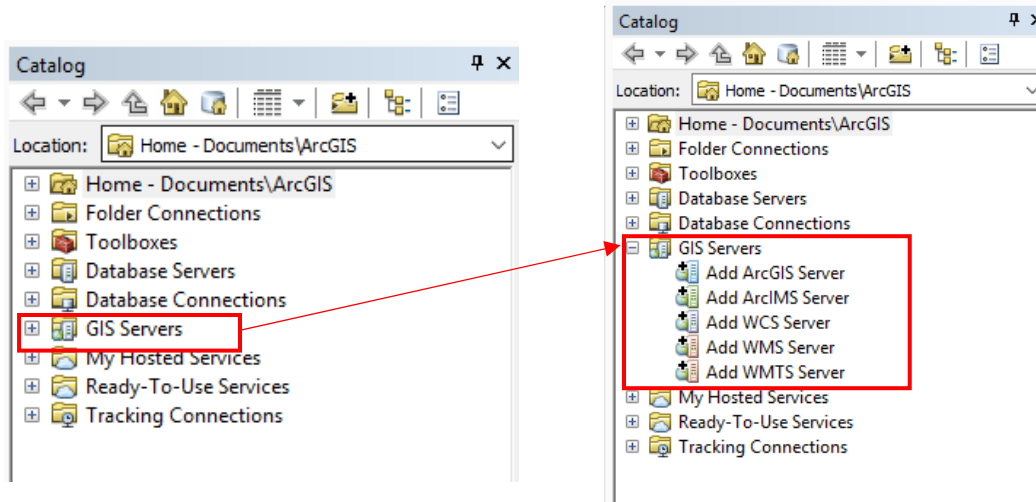 Catalog
Location: Home - Documents\ArcGIS
Home - Documents\ArcGIS
Folder Connections
Toolboxes
Database Servers
Database Connections
GIS Servers
My Hosted Services
Ready-To-Use Services
Tracking Connections
Catalog
Location: Home - Documents\ArcGIS
Home - Documents\ArcGIS
Folder Connections
Toolboxes
Database Servers
Database Connections
GIS Servers
Add ArcGIS Server
Add ArcIMS Server
Add WCS Server
Add WMS Server
Add WMTS Server
My Hosted Services
Ready-To-Use Services
Tracking Connections